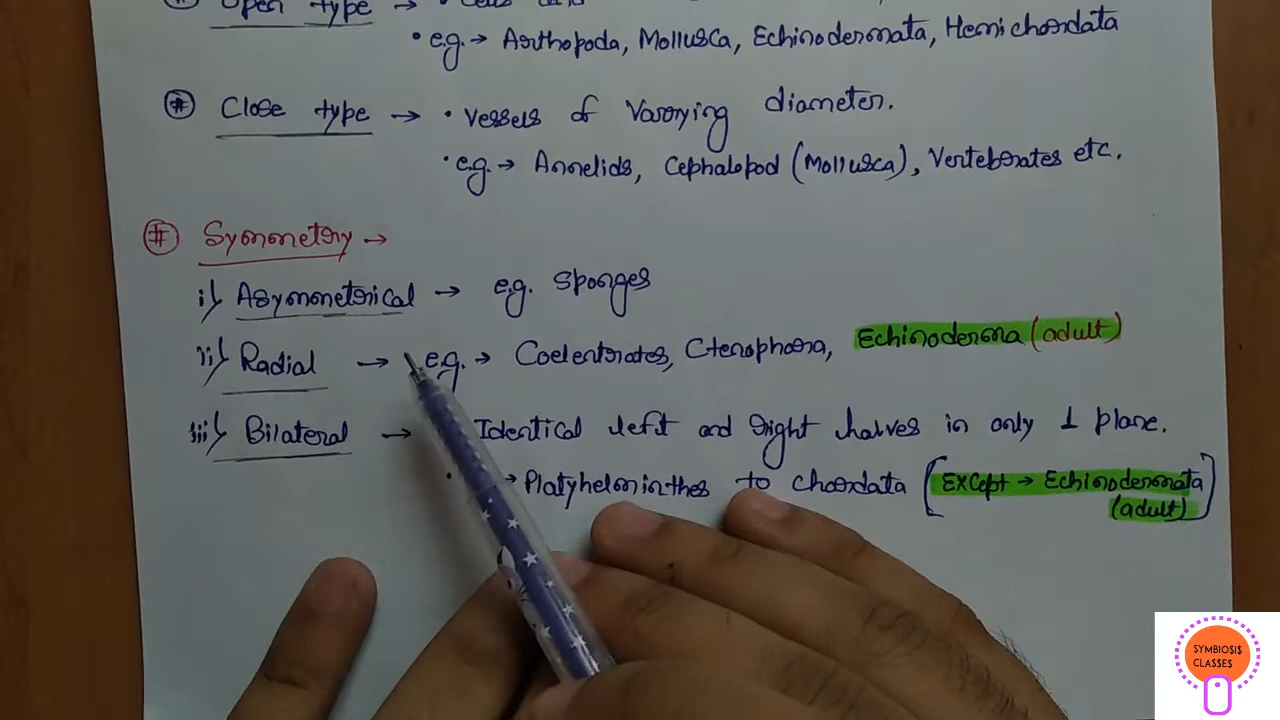 Open type → •
• e.g. → Arthopoda, Mollusca, Echinodermata, Hemichordata
# Close type → • Vessels of Varying diameter.
• e.g. → Annelids, Cephalopod (Mollusca), Vertebrates etc.
# Symmetry →
i) Asymmetrical → e.g. Sponges
ii) Radial → e.g. → Coelentrates, Ctenophora, Echinoderma (adult)
iii) Bilateral → Identical left and right halves in only 1 plane.
• → Platyhelminthes to Chordata [Except → Echinodermata
(adult)]
SYMBIOSIS
CLASSES